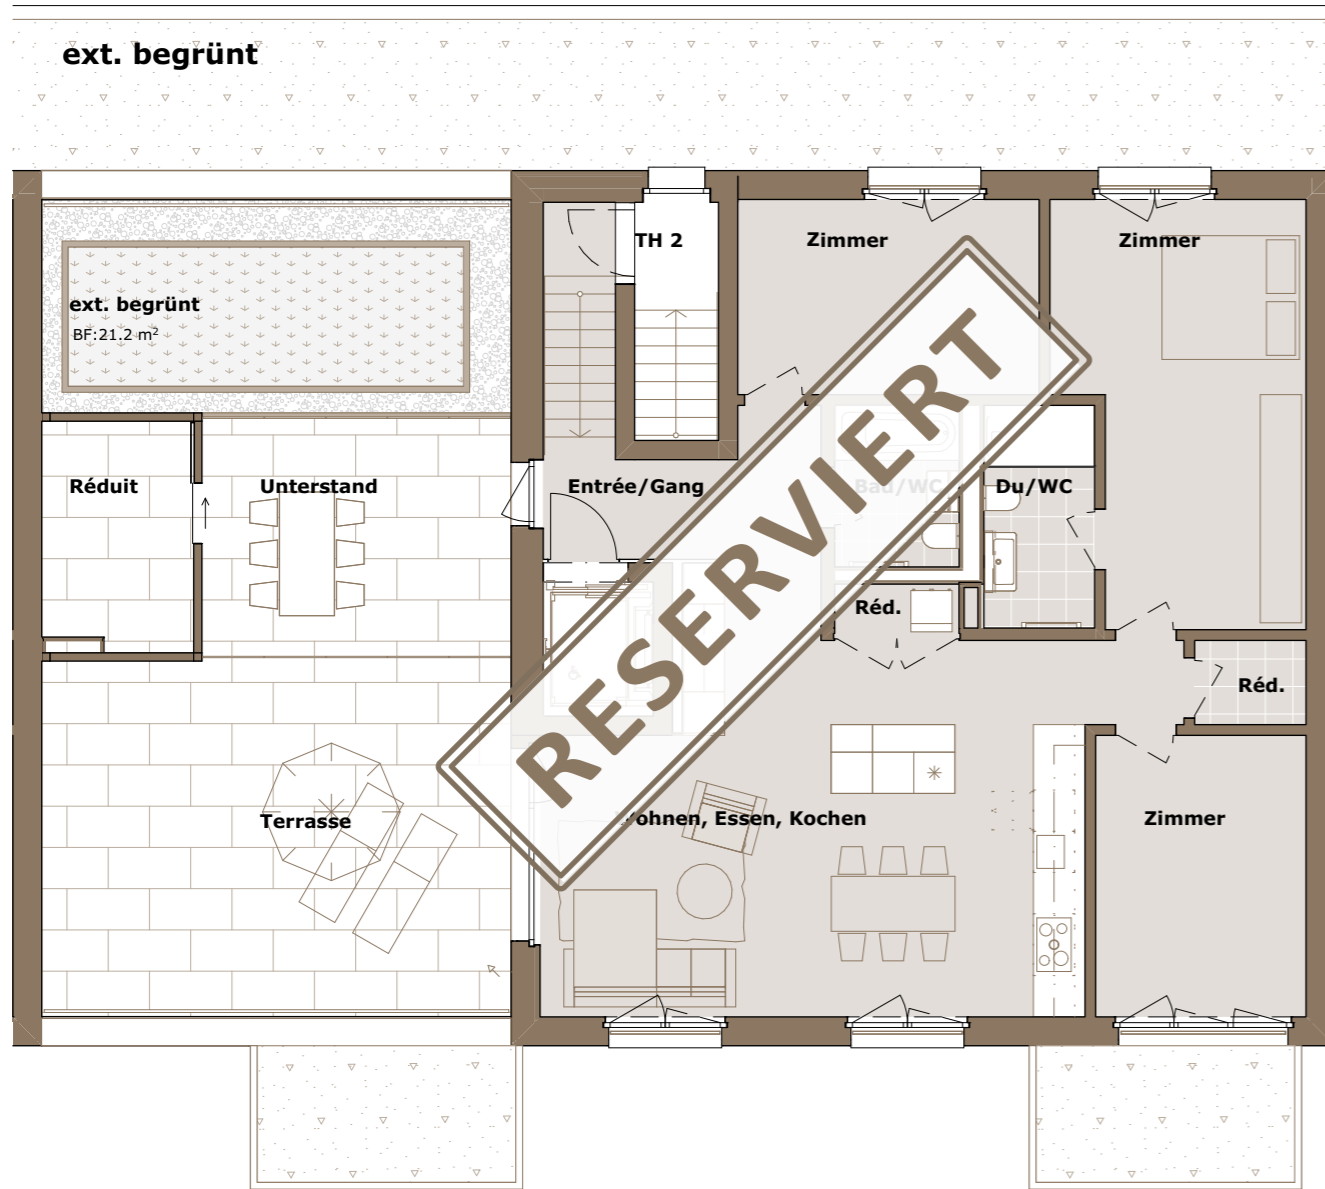 ext. begrünt
TH 2
Zimmer
Zimmer
ext. begrünt
BF:21.2 m²
Réduit
Unterstand
Entrée/Gang
Bad/WC
Du/WC
RESERVIERT
Réd.
Réd.
Terrasse
Wohnen, Essen, Kochen
Zimmer